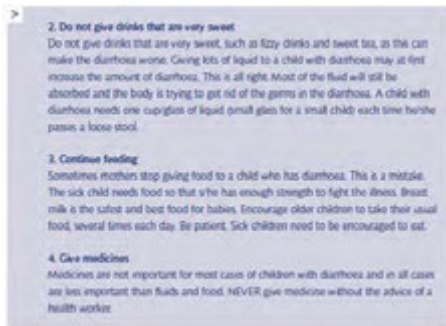 2. Do not give drinks that are very sweet
Do not give drinks that are very sweet, such as fizzy drinks and sweet tea, as this can
make the diarrhoea worse. Giving lots of liquid to a child with diarrhoea may at first
increase the amount of diarrhoea. This is all right. Most of the fluid will still be
absorbed and the body is trying to get rid of the germs in the diarrhoea. A child with
diarrhoea needs one cup/glass of liquid (small glass for a small child) each time he/she
passes a loose stool.
3. Continue feeding
Sometimes mothers stop giving food to a child who has diarrhoea. This is a mistake.
The sick child needs food so that s/he has enough strength to fight the illness. Breast
milk is the safest and best food for babies. Encourage older children to take their usual
food, several times each day. Be patient. Sick children need to be encouraged to eat.
4. Give medicines
Medicines are not important for most cases of children with diarrhoea and in all cases
are less important than fluids and food. NEVER give medicine without the advice of a
health worker.